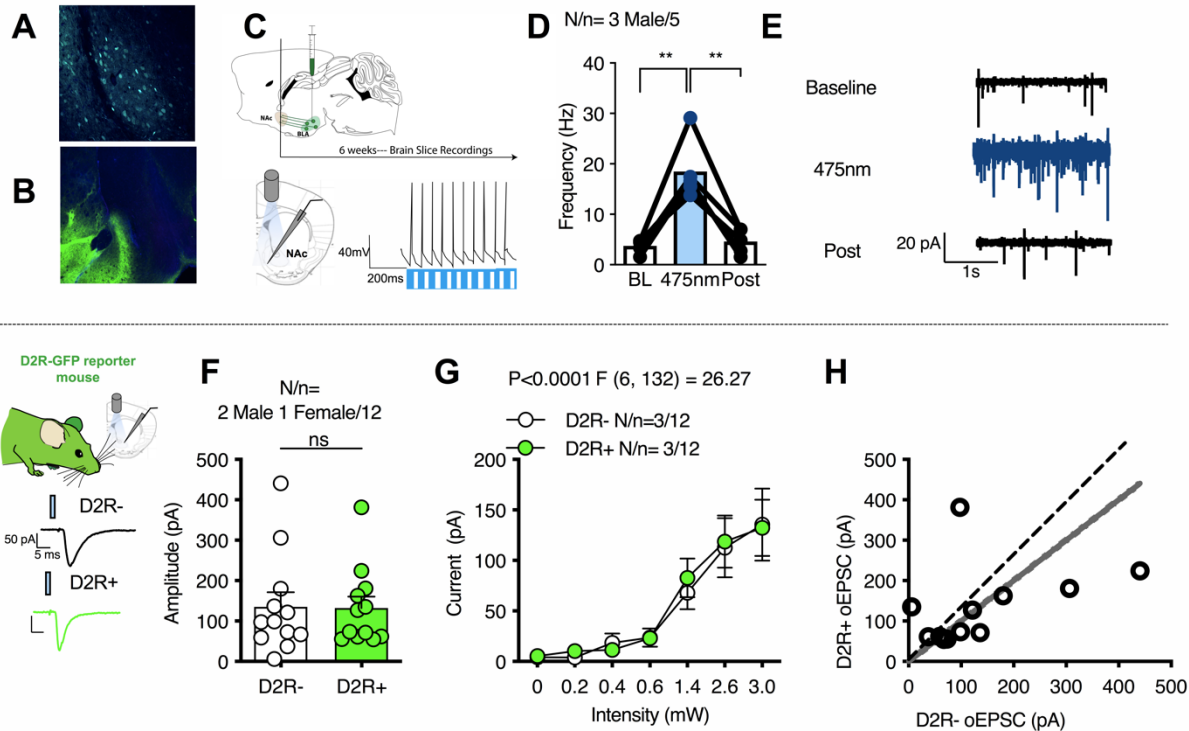 A
B
C
NAc
BLA
6 weeks--- Brain Slice Recordings
NAc
40mV
200ms
D
N/n= 3 Male/5
** **
40
30
20
10
0
Frequency (Hz)
BL 475nm Post
E
Baseline
475nm
Post
20 pA
1s
D2R-GFP reporter
mouse
D2R-
50 pA
5 ms
D2R+
F
N/n=
2 Male 1 Female/12
ns
500
400
300
200
100
0
Amplitude (pA)
D2R- D2R+
G
P<0.0001 F (6, 132) = 26.27
D2R- N/n=3/12
D2R+ N/n= 3/12
200
150
100
50
0
Current (pA)
0 0.2 0.4 0.6 1.4 2.6 3.0
Intensity (mW)
H
500
400
300
200
100
0
D2R+ oEPSC (pA)
0 100 200 300 400 500
D2R- oEPSC (pA)